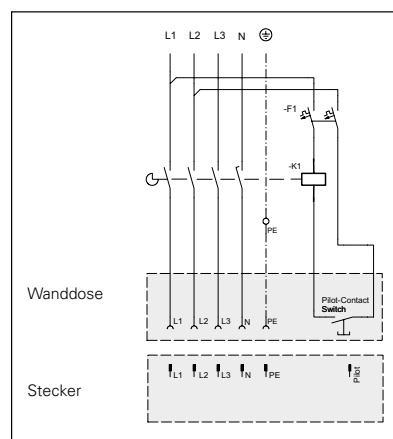 L1 L2 L3 N
-F1
-K1
PE
Wanddose
Pilot-Contact
Switch
L1 L2 L3 N PE
Stecker
L1 L2 L3 N PE Pilot